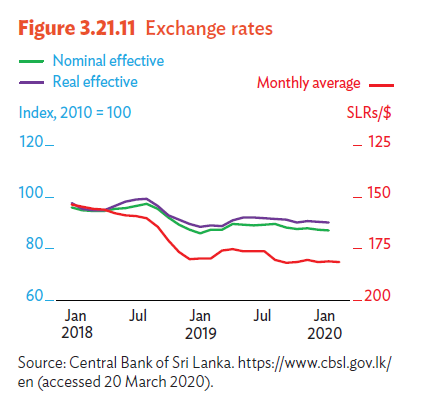 Figure 3.21.11 Exchange rates
Nominal effective
Real effective
Monthly average
Index, 2010 = 100
SLRs/$
120
125
100
150
80
175
60
200
Jan Jul Jan Jul Jan
2018 2019 2020
Source: Central Bank of Sri Lanka. https://www.cbsl.gov.lk/
en (accessed 20 March 2020).